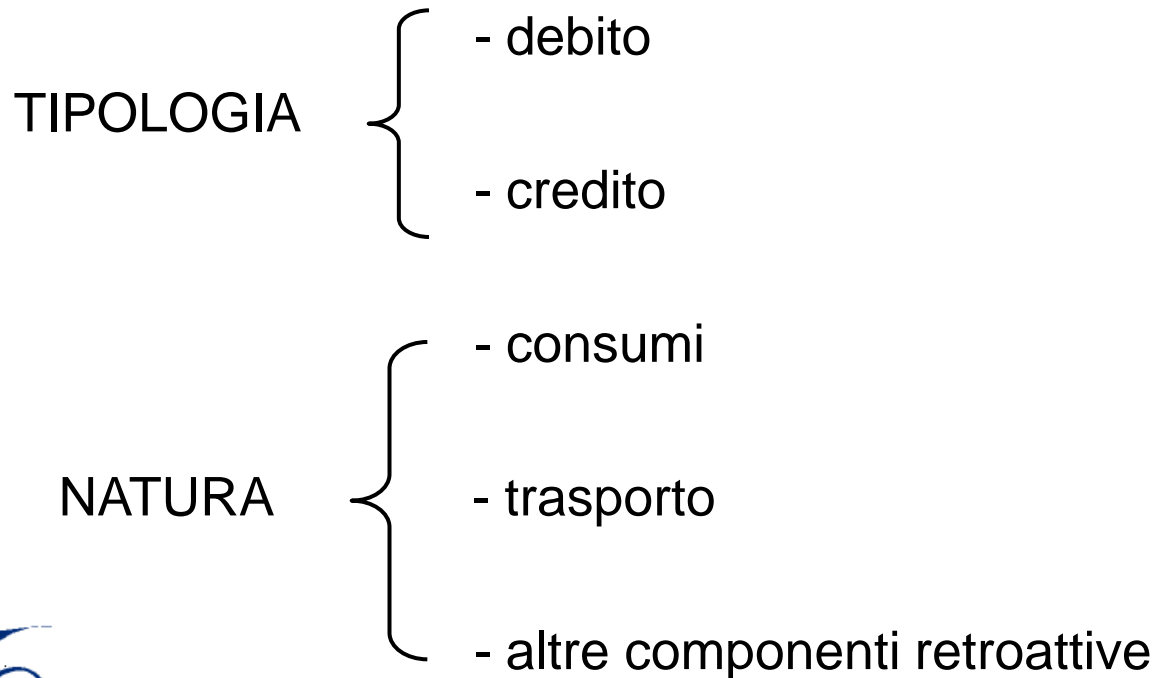 - debito
TIPOLOGIA
- credito
- consumi
NATURA
- trasporto
- altre componenti retroattive